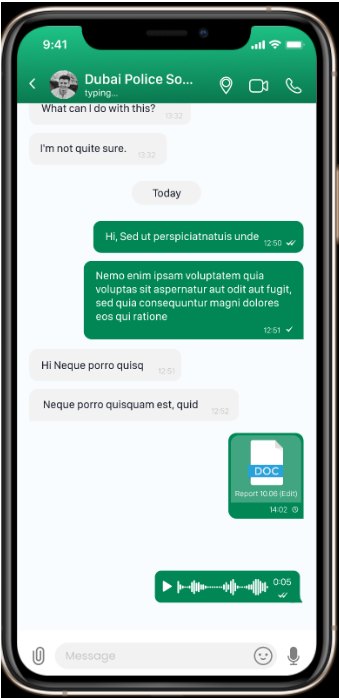 9:41
Dubai Police So...
typing...
What can I do with this?
13:32
I'm not quite sure.
13:32
Today
Hi, Sed ut perspiciatnatuis unde
12:50
Nemo enim ipsam voluptatem quia
voluptas sit aspernatur aut odit aut fugit,
sed quia consequuntur magni dolores
eos qui ratione
12:51
Hi Neque porro quisq
12:51
Neque porro quisquam est, quid
12:52
DOC
Report 10.06 (Edit)
14:02
0:05
Message